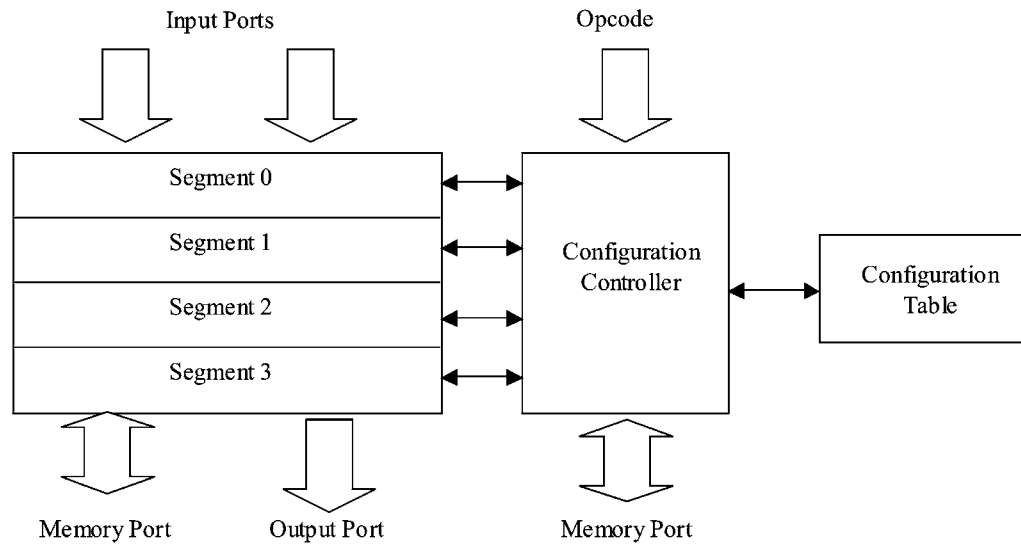 Input Ports
Opcode
Segment 0
Segment 1
Segment 2
Segment 3
Configuration
Controller
Configuration
Table
Memory Port
Output Port
Memory Port